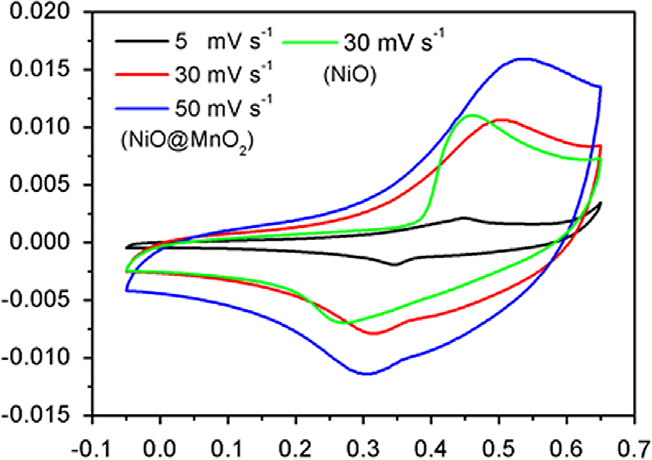 0.020
0.015
0.010
0.005
0.000
-0.005
-0.010
-0.015
5 mV s⁻¹
30 mV s⁻¹
50 mV s⁻¹
(NiO@MnO₂)
30 mV s⁻¹
(NiO)
-0.1 0.0 0.1 0.2 0.3 0.4 0.5 0.6 0.7